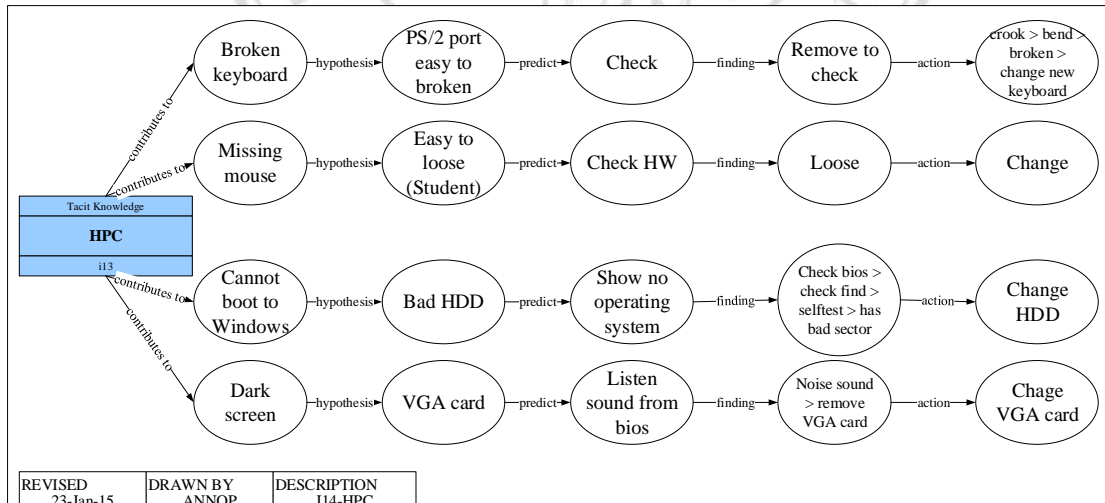 Broken
keyboard
hypothesis
PS/2 port
easy to
broken
predict
Check
finding
Remove to
check
action
crook > bend >
broken >
change new
keyboard
contributes to
Missing
mouse
hypothesis
Easy to
loose
(Student)
predict
Check HW
finding
Loose
action
Change
contributes to
Tacit Knowledge
HPC
i13
contributes to
Cannot
boot to
Windows
hypothesis
Bad HDD
predict
Show no
operating
system
finding
Check bios >
check find >
selftest > has
bad sector
action
Change
HDD
contributes to
Dark
screen
hypothesis
VGA card
predict
Listen
sound from
bios
finding
Noise sound
> remove
VGA card
action
Chage
VGA card
REVISED
23-Jan-15
DRAWN BY
ANNOP
DESCRIPTION
I14-HPC